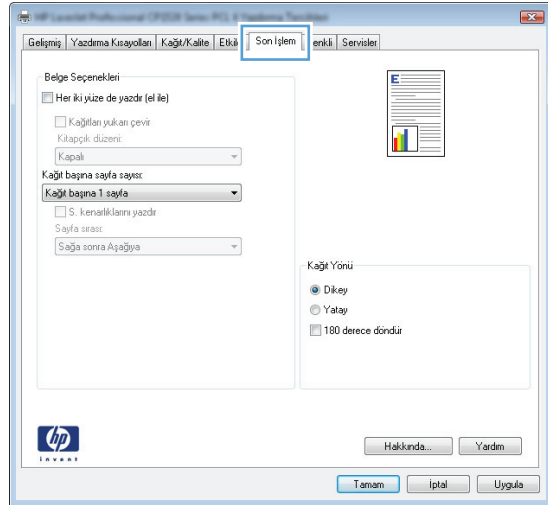 Gelişmiş Yazdırma Kısayolları Kağıt/Kalite Son İşlem Servisler
Belge Seçenekleri
Her iki yüze de yazdır (el ile)
Kağıtları yukarı çevir
Kitapçık düzeni:
Kapalı
Kağıt başına sayfa sayısı:
Kağıt başına 1 sayfa
S. kenarlıklarını yazdır
Sayfa sırası:
Sağa sonra Aşağıya
E
Kağıt Yönü
Dikey
Yatay
180 derece döndür
hp
invent
Hakkında... Yardım
Tamam İptal Uygula